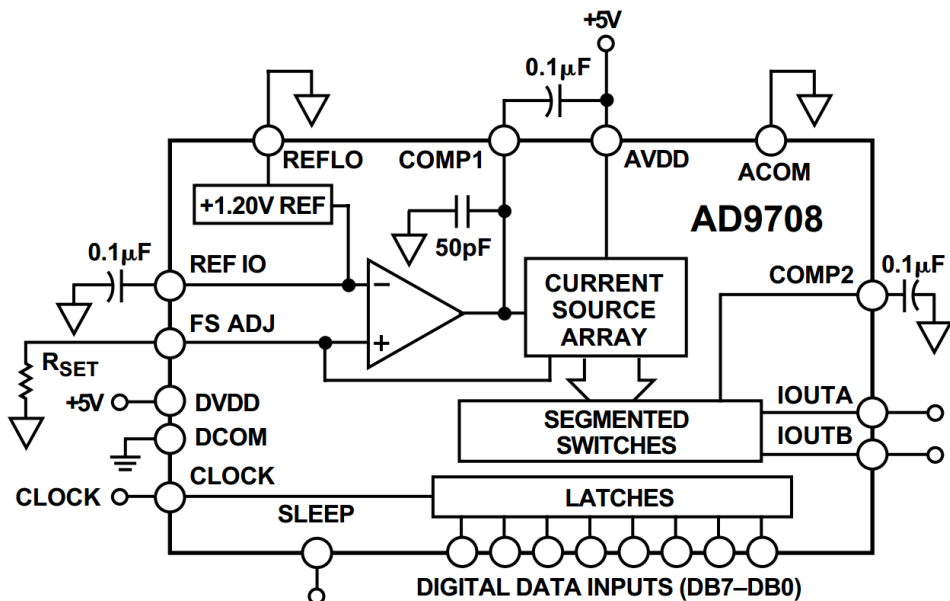 +5V
0.1µF
REFLO
COMP1
AVDD
ACOM
+1.20V REF
AD9708
50pF
0.1µF
REF IO
COMP2
0.1µF
CURRENT
SOURCE
ARRAY
−
+
FS ADJ
RSET
+5V
DVDD
DCOM
IOUTA
IOUTB
SEGMENTED
SWITCHES
CLOCK
CLOCK
LATCHES
SLEEP
DIGITAL DATA INPUTS (DB7–DB0)